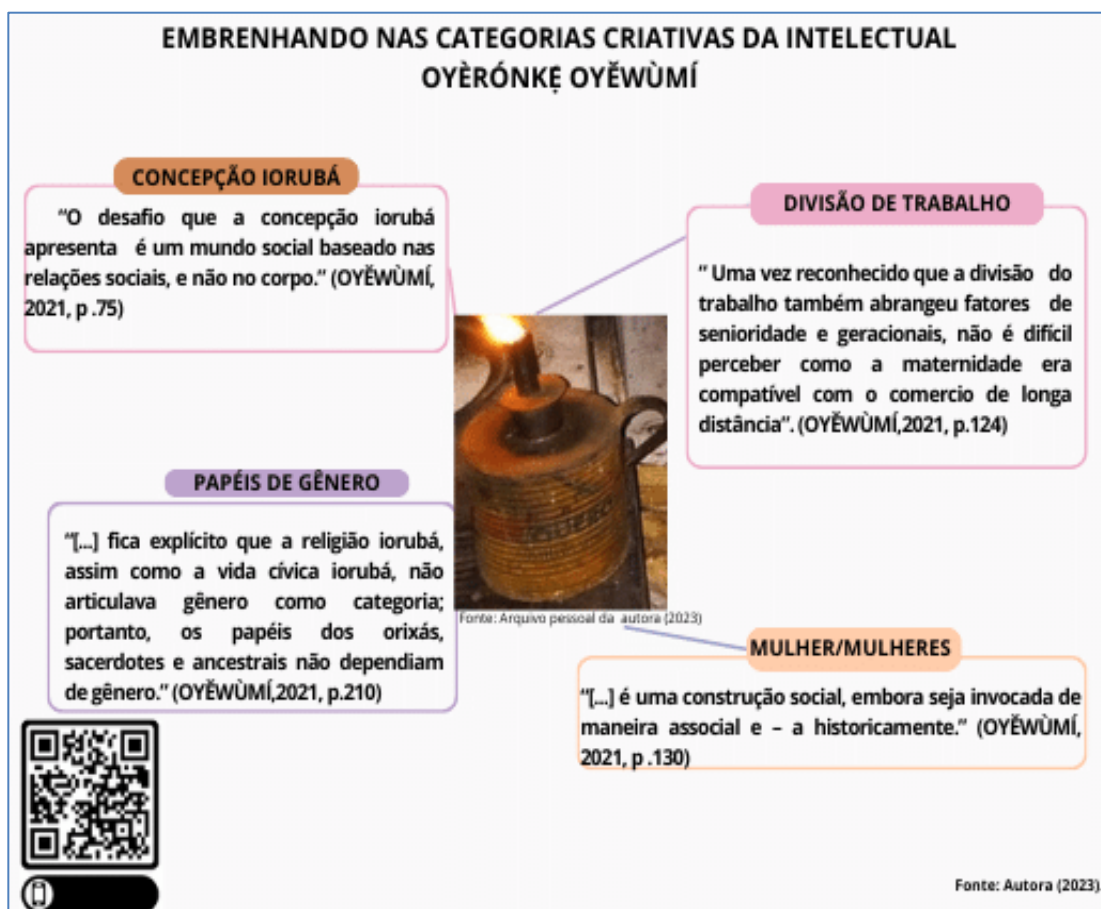 EMBRENHANDO NAS CATEGORIAS CRIATIVAS DA INTELECTUAL
OYÈRÓNKẸ OYĚWÙMÍ
CONCEPÇÃO IORUBÁ
“O desafio que a concepção iorubá
apresenta é um mundo social baseado nas
relações sociais, e não no corpo.” (OYĚWÙMÍ,
2021, p .75)
DIVISÃO DE TRABALHO
“ Uma vez reconhecido que a divisão do
trabalho também abrangeu fatores de
senioridade e geracionais, não é difícil
perceber como a maternidade era
compatível com o comercio de longa
distância”. (OYĚWÙMÍ,2021, p.124)
PAPÉIS DE GÊNERO
“[...] fica explícito que a religião iorubá,
assim como a vida cívica iorubá, não
articulava gênero como categoria;
portanto, os papéis dos orixás,
sacerdotes e ancestrais não dependiam
de gênero.” (OYĚWÙMÍ,2021, p.210)
Fonte: Arquivo pessoal da autora (2023)
MULHER/MULHERES
“[...] é uma construção social, embora seja invocada de
maneira associal e – a historicamente.” (OYĚWÙMÍ,
2021, p .130)
Fonte: Autora (2023)